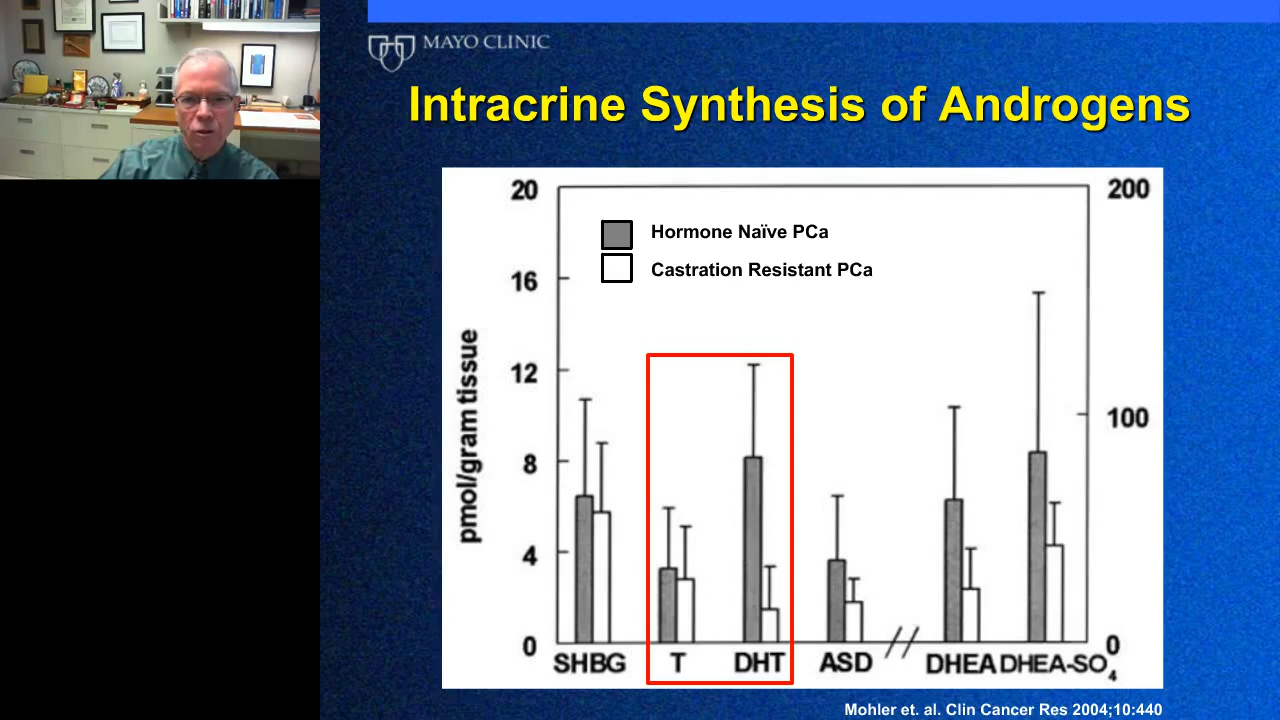 MAYO CLINIC
Intracrine Synthesis of Androgens
20
200
Hormone Naïve PCa
Castration Resistant PCa
16
12
100
8
4
0
0
pmol/gram tissue
SHBG T DHT ASD // DHEA DHEA-SO4
Mohler et. al. Clin Cancer Res 2004;10:440